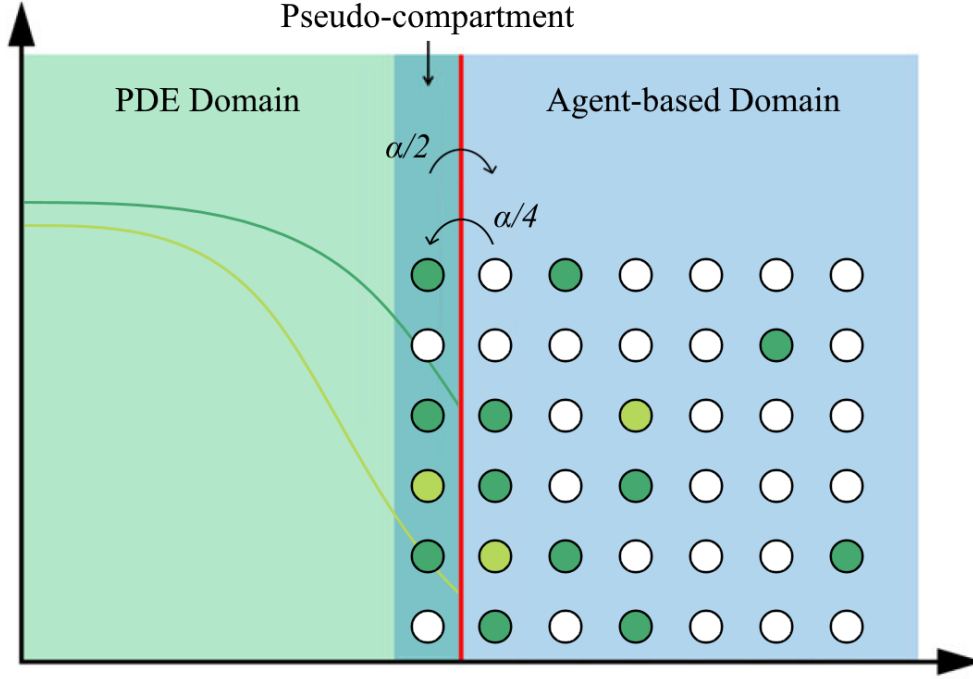 Pseudo-compartment
PDE Domain
Agent-based Domain
α/2
α/4